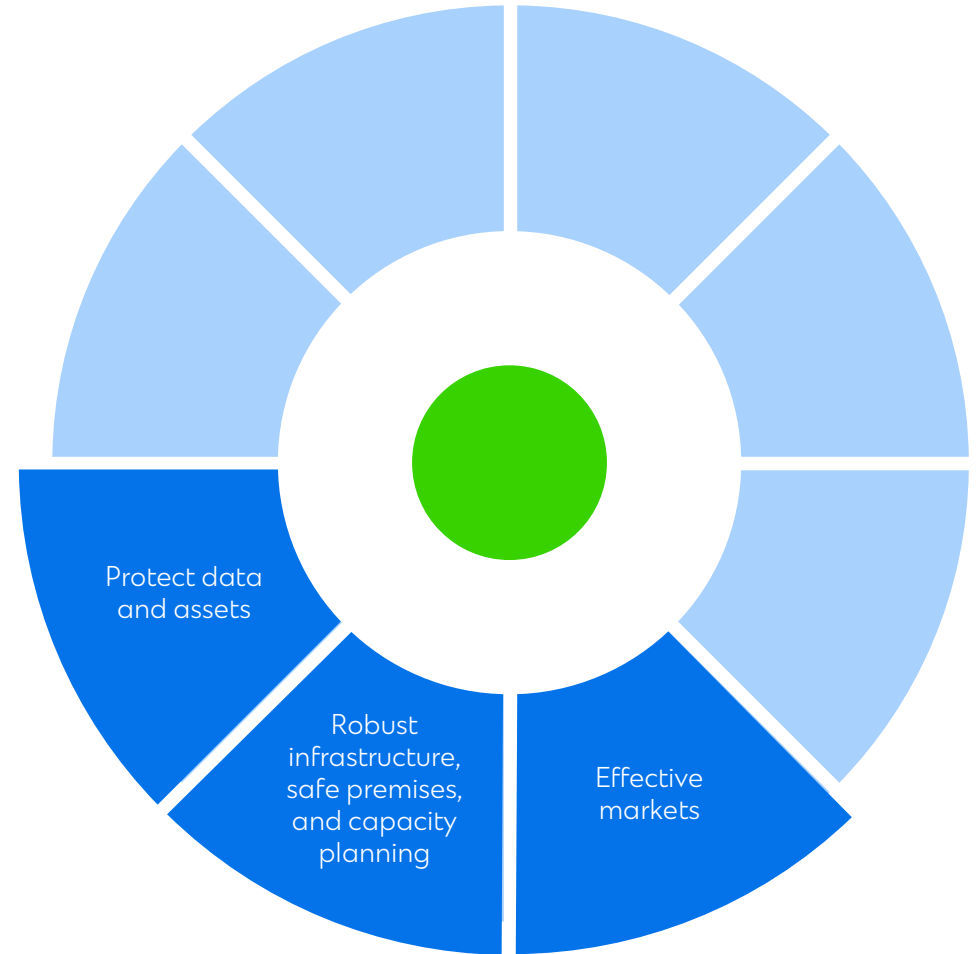 Protect data
and assets
Robust
infrastructure,
safe premises,
and capacity
planning
Effective
markets